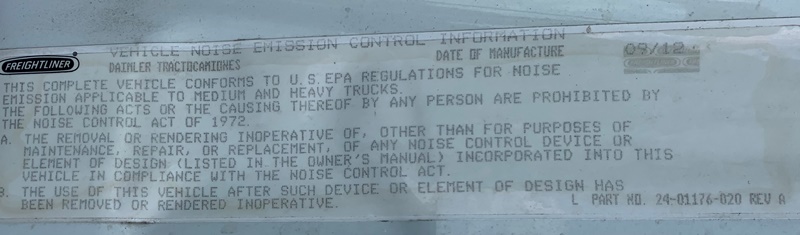 VEHICLE NOISE EMISSION CONTROL INFORMATION
FREIGHTLINER DAIMLER TRACTOCAMIONES DATE OF MANUFACTURE 09/12
THIS COMPLETE VEHICLE CONFORMS TO U.S.EPA REGULATIONS FOR NOISE
EMISSION APPLICABLE TO MEDIUM AND HEAVY TRUCKS.
THE FOLLOWING ACTS OR THE CAUSING THEREOF BY ANY PERSON ARE PROHIBITED BY
THE NOISE CONTROL ACT OF 1972.
A. THE REMOVAL OR RENDERING INOPERATIVE OF, OTHER THAN FOR PURPOSES OF
MAINTENANCE, REPAIR, OR REPLACEMENT, OF ANY NOISE CONTROL DEVICE OR
ELEMENT OF DESIGN (LISTED IN THE OWNER'S MANUAL) INCORPORATED INTO THIS
VEHICLE IN COMPLIANCE WITH THE NOISE CONTROL ACT.
B. THE USE OF THIS VEHICLE AFTER SUCH DEVICE OR ELEMENT OF DESIGN HAS
BEEN REMOVED OR RENDERED INOPERATIVE. L PART NO. 24-01176-020 REV A